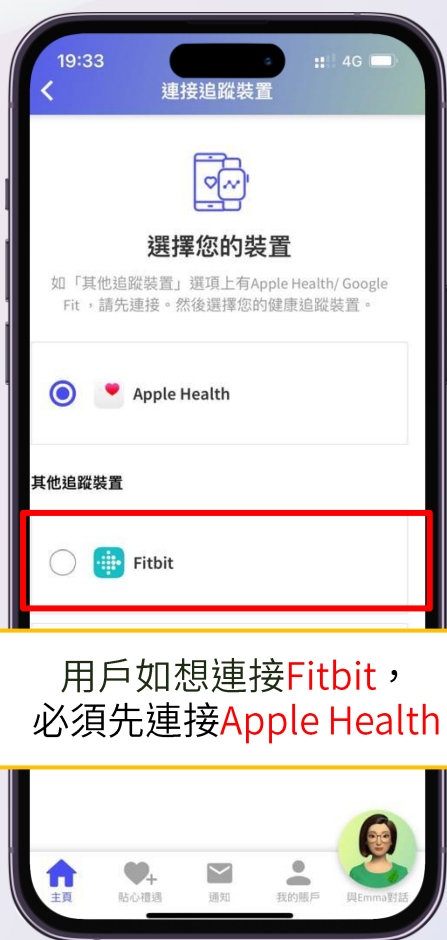 19:33
4G
連接追蹤裝置
選擇您的裝置
如「其他追蹤裝置」選項上有Apple Health/ Google
Fit ，請先連接。然後選擇您的健康追蹤裝置。
Apple Health
其他追蹤裝置
Fitbit
用戶如想連接Fitbit，
必須先連接Apple Health
主頁
貼心禮遇
通知
我的賬戶
與Emma對話